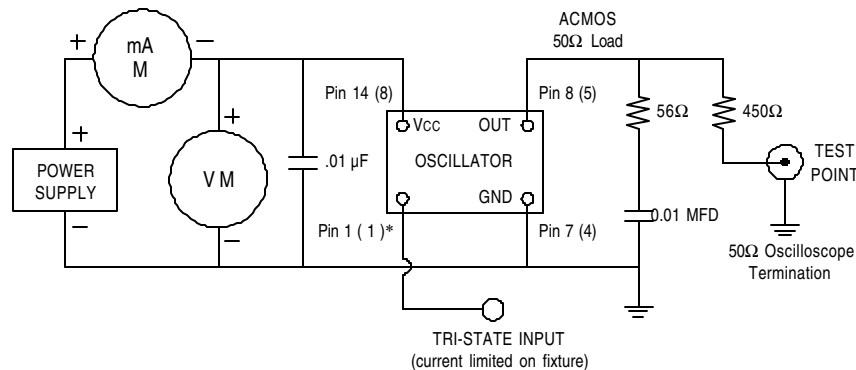 ACMOS
50Ω Load
+
mA
M
−
Pin 14 (8)
Pin 8 (5)
56Ω
450Ω
+
+
VCC
OUT
POWER
SUPPLY
V M
.01 µF
OSCILLATOR
TEST
POINT
GND
−
−
Pin 1 ( 1 )*
Pin 7 (4)
0.01 MFD
50Ω Oscilloscope
Termination
TRI-STATE INPUT
(current limited on fixture)